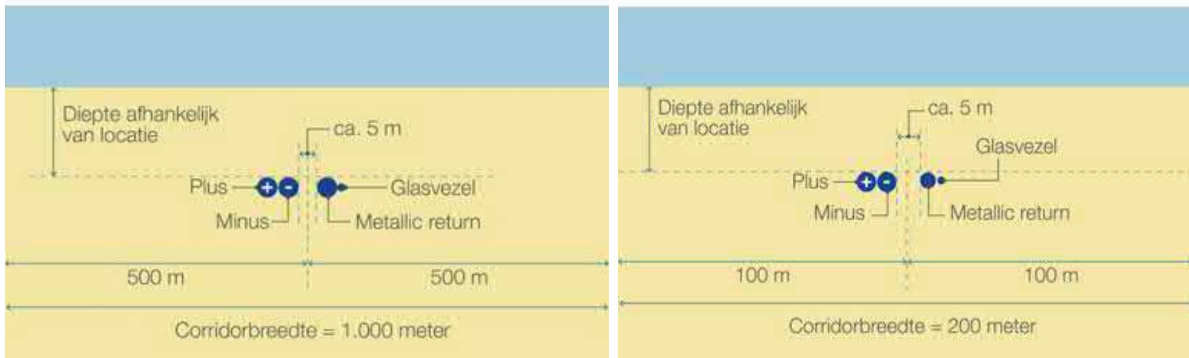 Diepte afhankelijk
van locatie
ca. 5 m
Plus
+
-
Glasvezel
Minus
Metallic return
500 m
500 m
Corridorbreedte = 1.000 meter
Diepte afhankelijk
van locatie
ca. 5 m
Glasvezel
Plus
+
-
Minus
Metallic return
100 m
100 m
Corridorbreedte = 200 meter